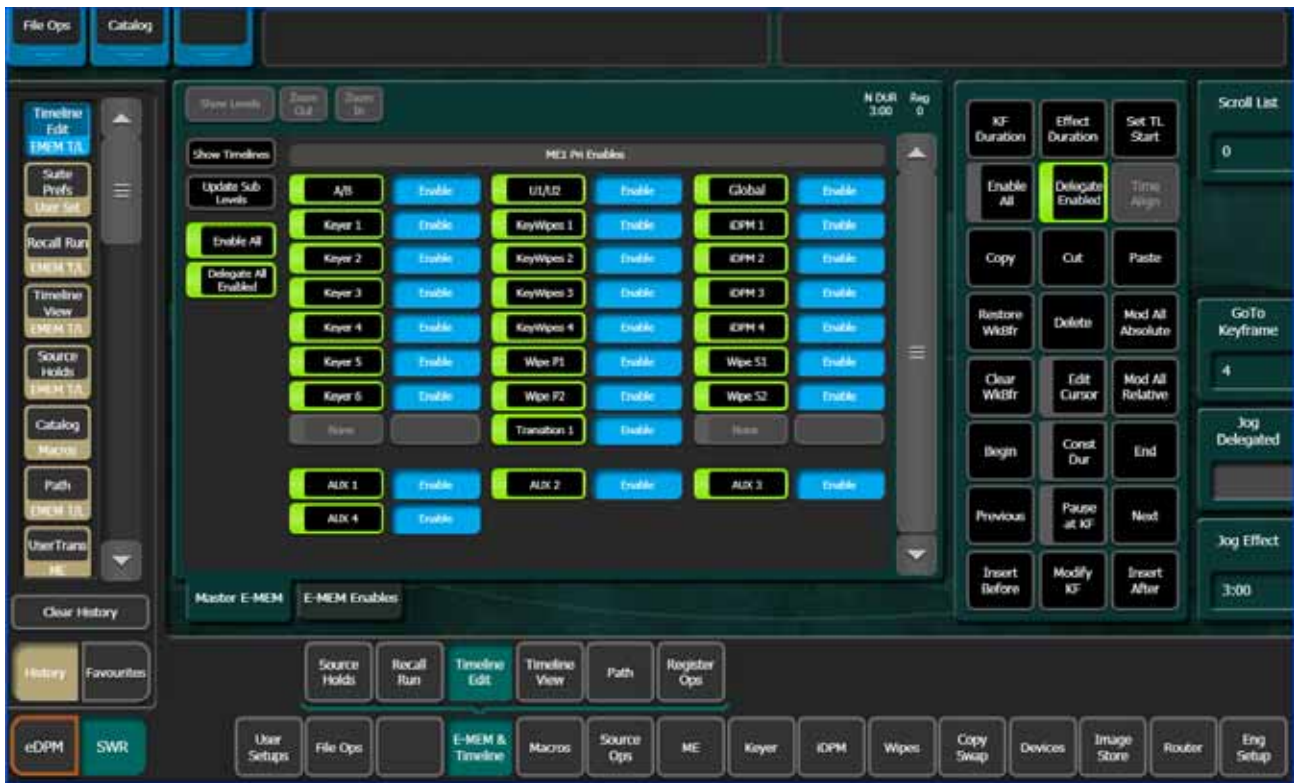 File Ops
Catalog
Timeline Edit
EMEM T/L
Suite Prefs
User Set
Recall Run
EMEM T/L
Timeline View
EMEM T/L
Source Holds
EMEM T/L
Catalog
Macros
Path
EMEM T/L
UserTrans
ME
Clear History
History
Favourites
eDPM
SWR
Show Levels
Zoom Out
Zoom In
N DUR
3:00
Reg
0
Show Timelines
ME1 Pri Enables
Update Sub Levels
Enable All
Delegate All Enabled
A/B Enable U1/U2 Enable Global Enable
Keyer 1 Enable KeyWipes 1 Enable iDPM 1 Enable
Keyer 2 Enable KeyWipes 2 Enable iDPM 2 Enable
Keyer 3 Enable KeyWipes 3 Enable iDPM 3 Enable
Keyer 4 Enable KeyWipes 4 Enable iDPM 4 Enable
Keyer 5 Enable Wipe P1 Enable Wipe S1 Enable
Keyer 6 Enable Wipe P2 Enable Wipe S2 Enable
None Transition 1 Enable None
AUX 1 Enable AUX 2 Enable AUX 3 Enable
AUX 4 Enable
Master E-MEM
E-MEM Enables
KF Duration
Effect Duration
Set TL Start
Enable All
Delegate Enabled
Time Align
Copy
Cut
Paste
Restore WkBfr
Delete
Mod All Absolute
Clear WkBfr
Edit Cursor
Mod All Relative
Begin
Const Dur
End
Previous
Pause at KF
Next
Insert Before
Modify KF
Insert After
Scroll List
0
GoTo Keyframe
4
Jog Delegated
Jog Effect
3:00
Source Holds
Recall Run
Timeline Edit
Timeline View
Path
Register Ops
User Setups
File Ops
E-MEM & Timeline
Macros
Source Ops
ME
Keyer
iDPM
Wipes
Copy Swap
Devices
Image Store
Router
Eng Setup